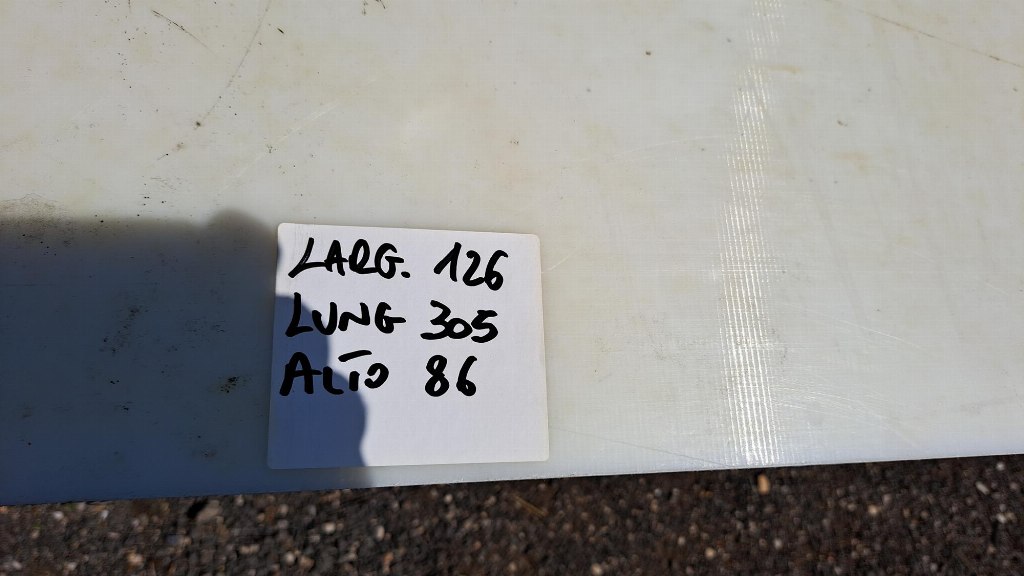 LARG. 126
LUNG 305
ALTO 86